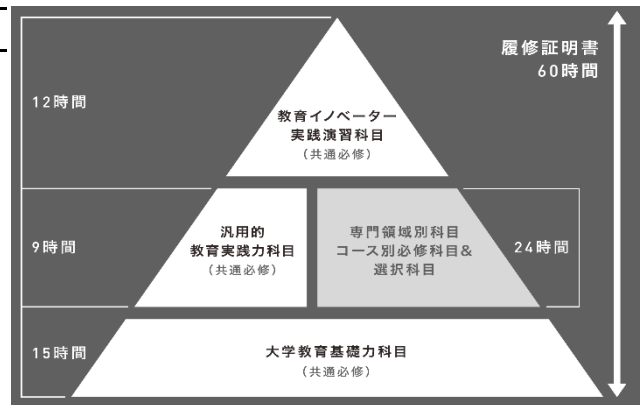 履修証明書
60時間
12時間
教育イノベーター
実践演習科目
(共通必修)
9時間
汎用的
教育実践力科目
(共通必修)
専門領域別科目
コース別必修科目&
選択科目
24時間
15時間
大学教育基礎力科目
(共通必修)